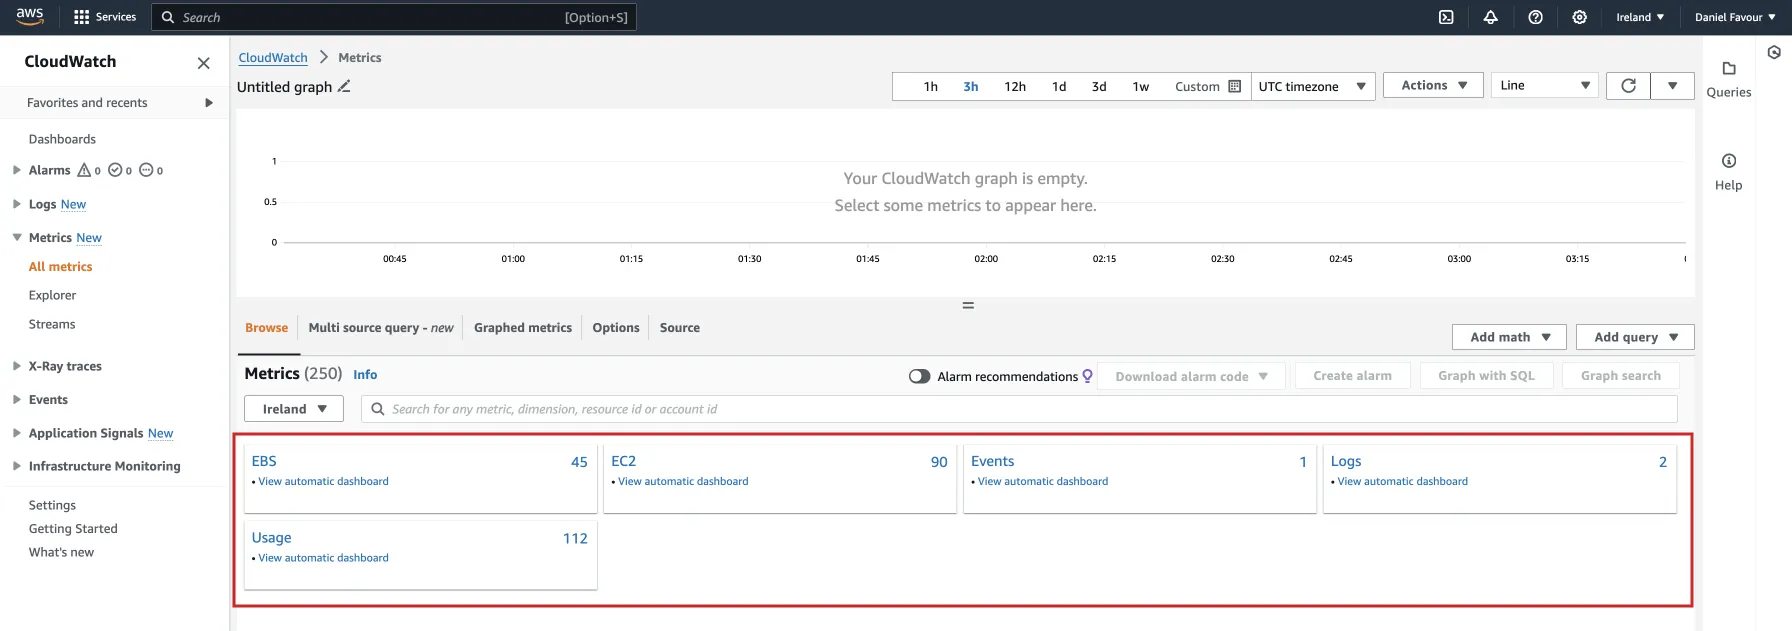 aws
Services
Search
[Option+S]
Ireland
Daniel Favour
CloudWatch
Favorites and recents
Dashboards
Alarms 0 0 0
Logs New
Metrics New
All metrics
Explorer
Streams
X-Ray traces
Events
Application Signals New
Infrastructure Monitoring
Settings
Getting Started
What's new
CloudWatch > Metrics
Untitled graph
1h 3h 12h 1d 3d 1w Custom
UTC timezone
Actions
Line
Your CloudWatch graph is empty.
Select some metrics to appear here.
1
0.5
0
00:45 01:00 01:15 01:30 01:45 02:00 02:15 02:30 02:45 03:00 03:15
Browse
Multi source query - new
Graphed metrics
Options
Source
Add math
Add query
Metrics (250) Info
Alarm recommendations
Download alarm code
Create alarm
Graph with SQL
Graph search
Ireland
Search for any metric, dimension, resource id or account id
EBS 45
• View automatic dashboard
EC2 90
• View automatic dashboard
Events 1
• View automatic dashboard
Logs 2
• View automatic dashboard
Usage 112
• View automatic dashboard
Queries
Help